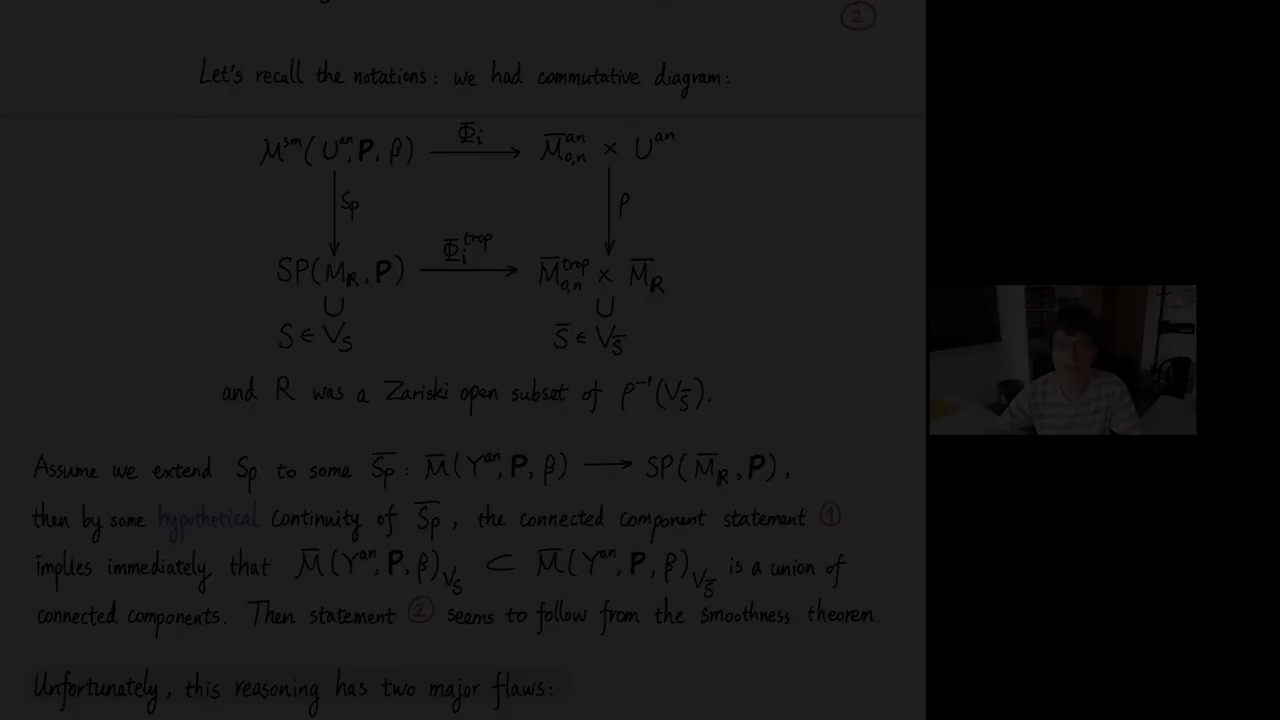 ②
Let's recall the notations: we had commutative diagram:
M^sm(U^an, P, β) —Φ_i→ M̄_{0,n}^an × U^an
↓ Sp ↓ ρ
SP(M_R, P) —Φ_i^trop→ M̄_{0,n}^trop × M̄_R
∪ ∪
S ∈ V_S S̄ ∈ V_S̄
and R was a Zariski open subset of ρ⁻¹(V_S̄).
Assume we extend Sp to some S̄p̄ : M̄(Y^an, P, β) ⟶ SP(M̄_R, P),
then by some hypothetical continuity of S̄p̄, the connected component statement ①
implies immediately that M̄(Y^an, P, β)_{V_S} ⊂ M̄(Y^an, P, β)_{V_S̄} is a union of
connected components. Then statement ② seems to follow from the smoothness theorem.
Unfortunately, this reasoning has two major flaws: